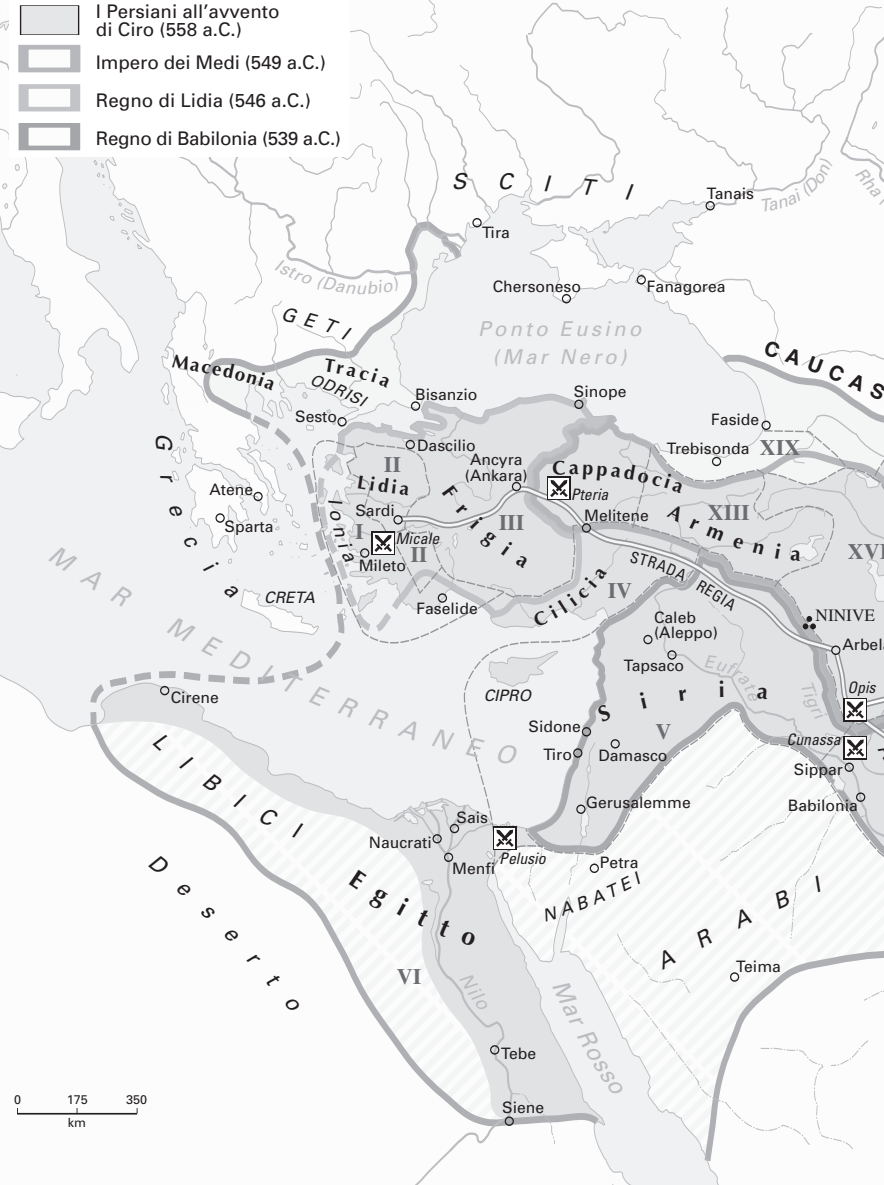 I Persiani all’avvento
di Ciro (558 a.C.)
Impero dei Medi (549 a.C.)
Regno di Lidia (546 a.C.)
Regno di Babilonia (539 a.C.)
SCITI
Tanais
Tanai (Don)
Tira
Istro (Danubio)
Chersoneso
Fanagorea
GETI
Ponto Eusino
(Mar Nero)
CAUCAS
Macedonia
Tracia
ODRISI
Bisanzio
Sinope
Sesto
Faside
Dascilio
Trebisonda
XIX
Grecia
II
Lidia
Ancyra
(Ankara)
Cappadocia
Pteria
Atene
Sparta
Ionia
Sardi
Frigia
III
Melitene
Armenia
XIII
I
Micale
II
Mileto
XVI
STRADA REGIA
MAR MEDITERRANEO
CRETA
Faselide
Cilicia
IV
NINIVE
Caleb
(Aleppo)
Arbela
Tapsaco
Eufrate
Tigri
CIPRO
Siria
Opis
Cirene
V
Sidone
Tiro
Damasco
Cunassa
Sippar
LIBICI
Gerusalemme
Babilonia
Sais
Naucrati
Menfi
Pelusio
Petra
NABATEI
Deserto
Egitto
ARABI
Teima
VI
Nilo
Mar Rosso
Tebe
Siene
0 175 350
km